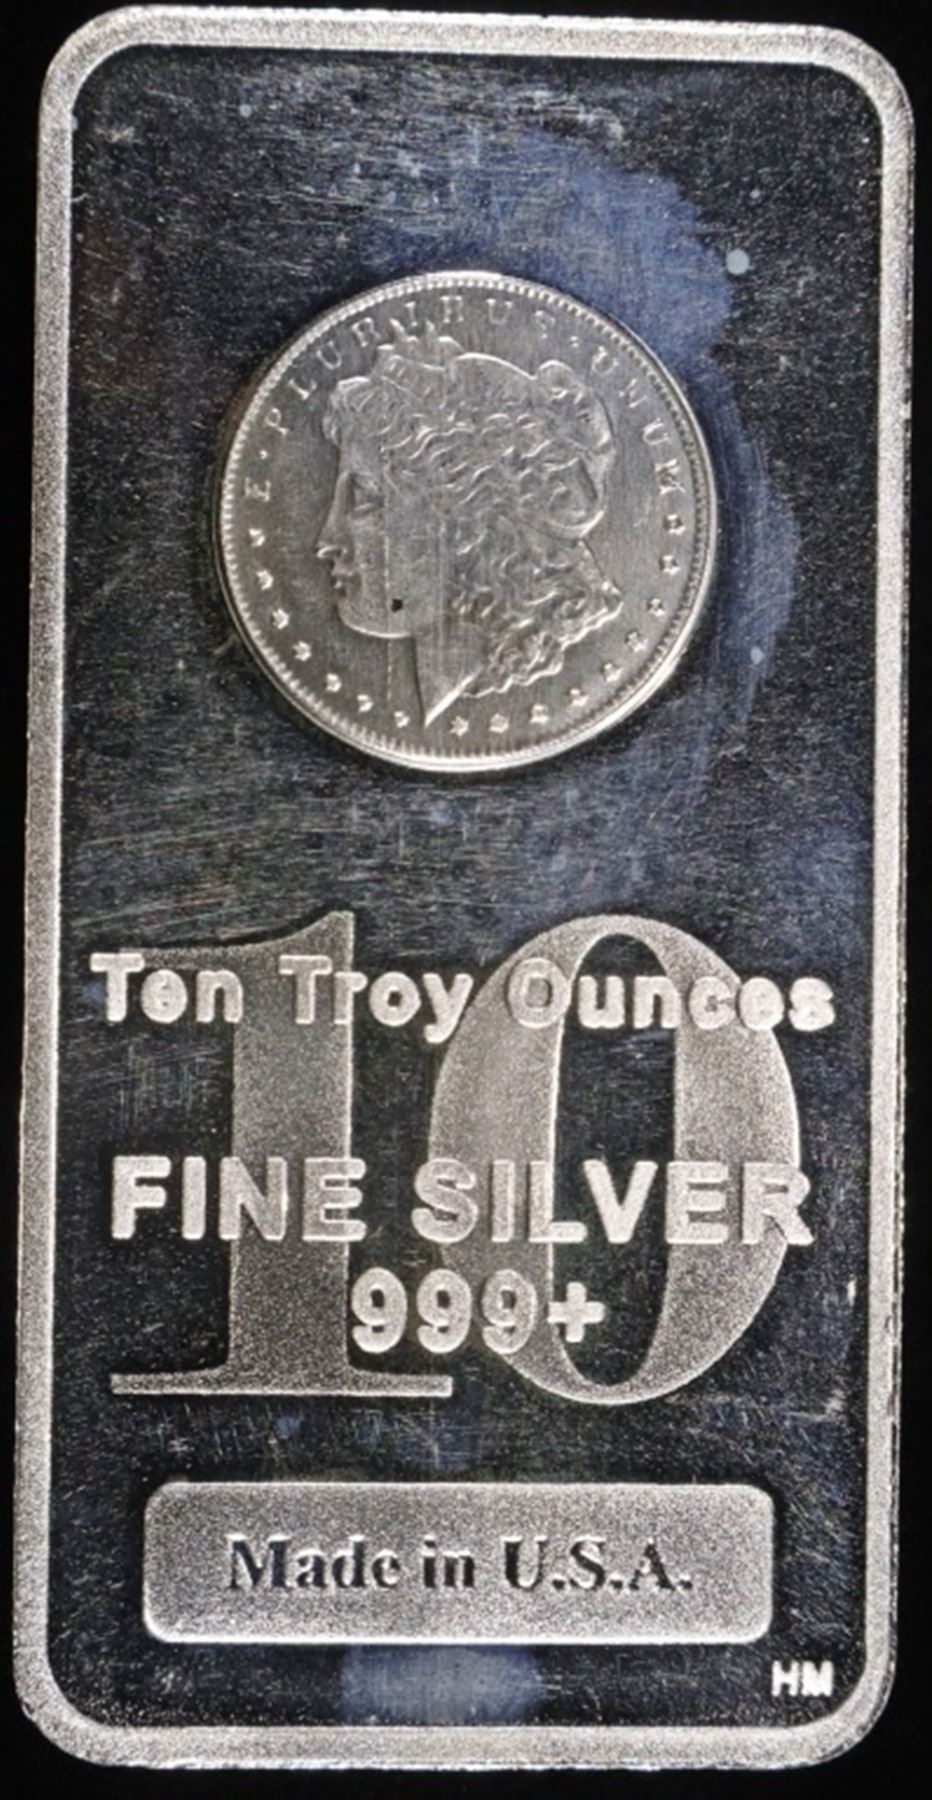 E·PLURIBUS·UNUM
10
Ten Troy Ounces
FINE SILVER
999+
Made in U.S.A.
HM